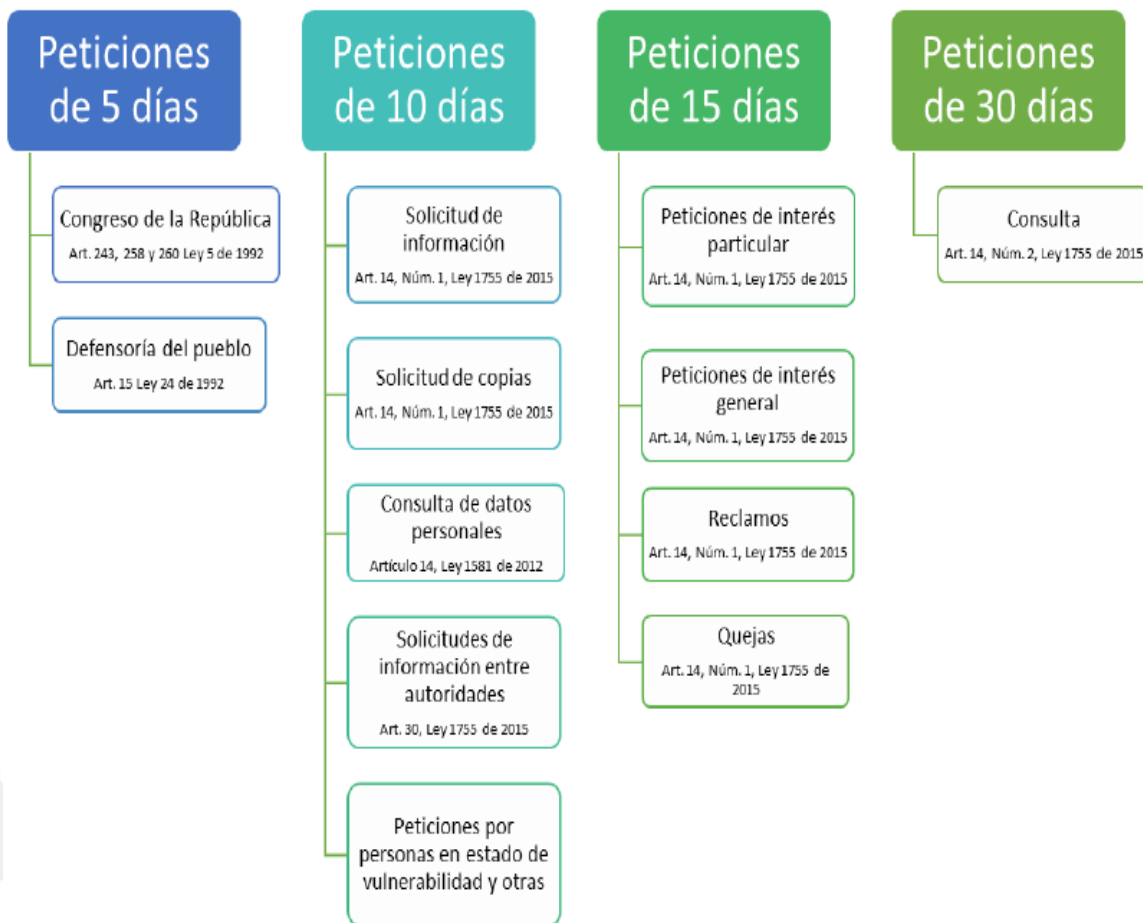 Peticiones
de 5 días
Congreso de la República
Art. 243, 258 y 260 Ley 5 de 1992
Defensoría del pueblo
Art. 15 Ley 24 de 1992
Peticiones
de 10 días
Solicitud de
información
Art. 14, Núm. 1, Ley 1755 de 2015
Solicitud de copias
Art. 14, Núm. 1, Ley 1755 de 2015
Consulta de datos
personales
Artículo 14, Ley 1581 de 2012
Solicitudes de
información entre
autoridades
Art. 30, Ley 1755 de 2015
Peticiones por
personas en estado de
vulnerabilidad y otras
Peticiones
de 15 días
Peticiones de interés
particular
Art. 14, Núm. 1, Ley 1755 de 2015
Peticiones de interés
general
Art. 14, Núm. 1, Ley 1755 de 2015
Reclamos
Art. 14, Núm. 1, Ley 1755 de 2015
Quejas
Art. 14, Núm. 1, Ley 1755 de
2015
Peticiones
de 30 días
Consulta
Art. 14, Núm. 2, Ley 1755 de 2015